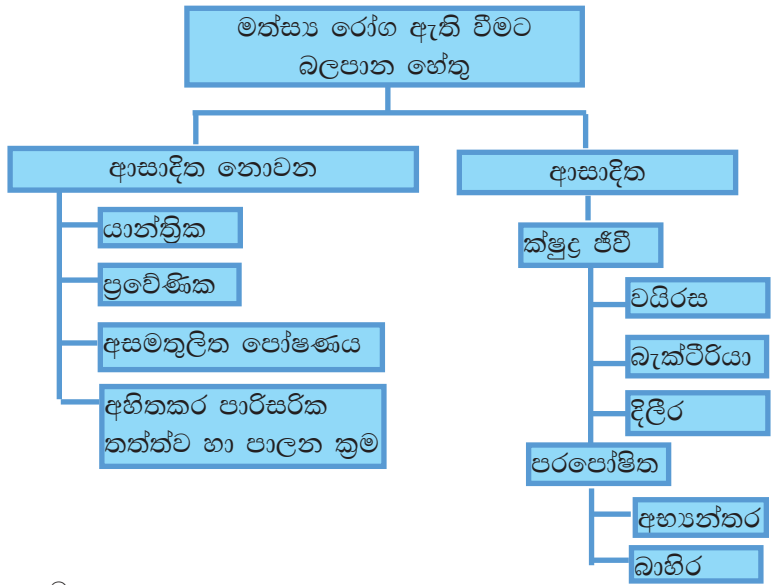 මත්ස්‍ය රෝග ඇති වීමට
බලපාන හේතු
ආසාදිත නොවන
යාන්ත්‍රික
ප්‍රවේණික
අසමතුලිත පෝෂණය
අහිතකර පාරිසරික
තත්ත්ව හා පාලන ක්‍රම
ආසාදිත
ක්ෂුද්‍ර ජීවී
වයිරස
බැක්ටීරියා
දිලීර
පරපෝෂිත
අභ්‍යන්තර
බාහිර